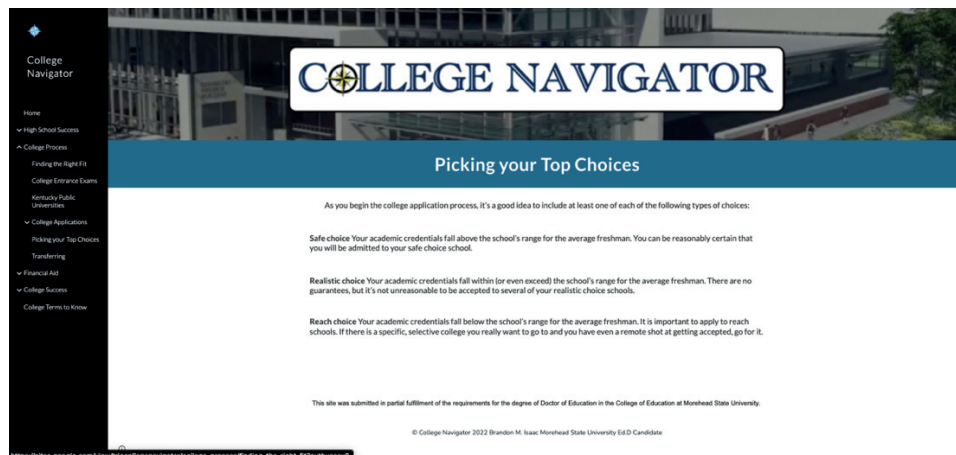 College
Navigator
Home
High School Success
College Process
Finding the Right Fit
College Entrance Exams
Kentucky Public
Universities
College Applications
Picking your Top Choices
Transferring
Financial Aid
College Success
College Terms to Know
COLLEGE NAVIGATOR
Picking your Top Choices
As you begin the college application process, it's a good idea to include at least one of each of the following types of choices:
Safe choice Your academic credentials fall above the school's range for the average freshman. You can be reasonably certain that
you will be admitted to your safe choice school.
Realistic choice Your academic credentials fall within (or even exceed) the school's range for the average freshman. There are no
guarantees, but it's not unreasonable to be accepted to several of your realistic choice schools.
Reach choice Your academic credentials fall below the school's range for the average freshman. It is important to apply to reach
schools. If there is a specific, selective college you really want to go to and you have even a remote shot at getting accepted, go for it.
This site was submitted in partial fulfillment of the requirements for the degree of Doctor of Education in the College of Education at Morehead State University.
© College Navigator 2022 Brandon M. Isaac Morehead State University Ed.D Candidate